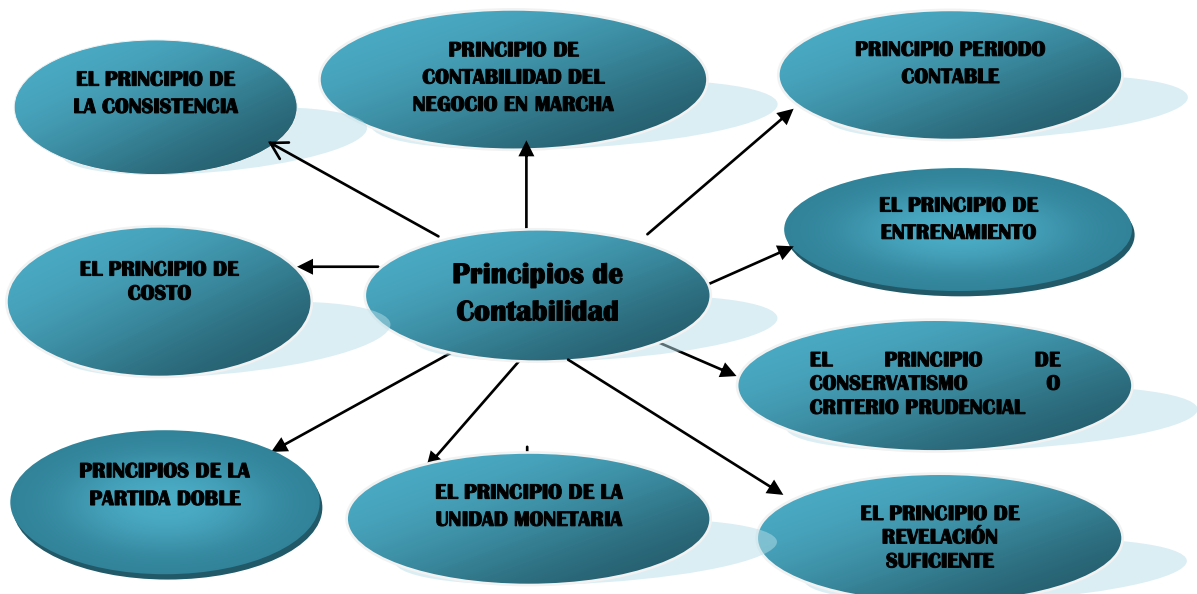 EL PRINCIPIO DE
LA CONSISTENCIA
PRINCIPIO DE
CONTABILIDAD DEL
NEGOCIO EN MARCHA
PRINCIPIO PERIODO
CONTABLE
EL PRINCIPIO DE
ENTRENAMIENTO
EL PRINCIPIO DE
COSTO
Principios de
Contabilidad
EL PRINCIPIO DE
CONSERVATISMO O
CRITERIO PRUDENCIAL
PRINCIPIOS DE LA
PARTIDA DOBLE
EL PRINCIPIO DE LA
UNIDAD MONETARIA
EL PRINCIPIO DE
REVELACIÓN
SUFICIENTE